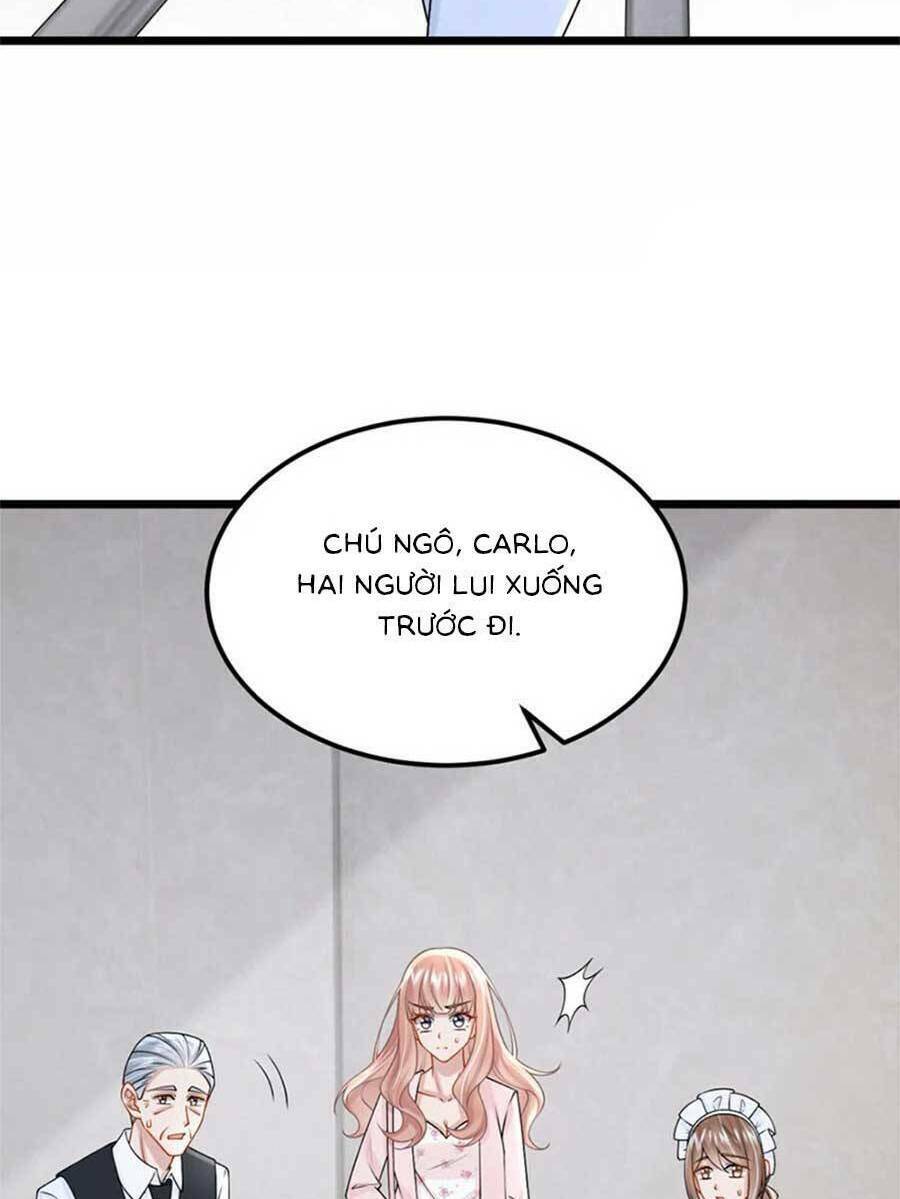 CHÚ NGÔ, CARLO,
HAI NGƯỜI LUI XUỐNG
TRƯỚC ĐI.